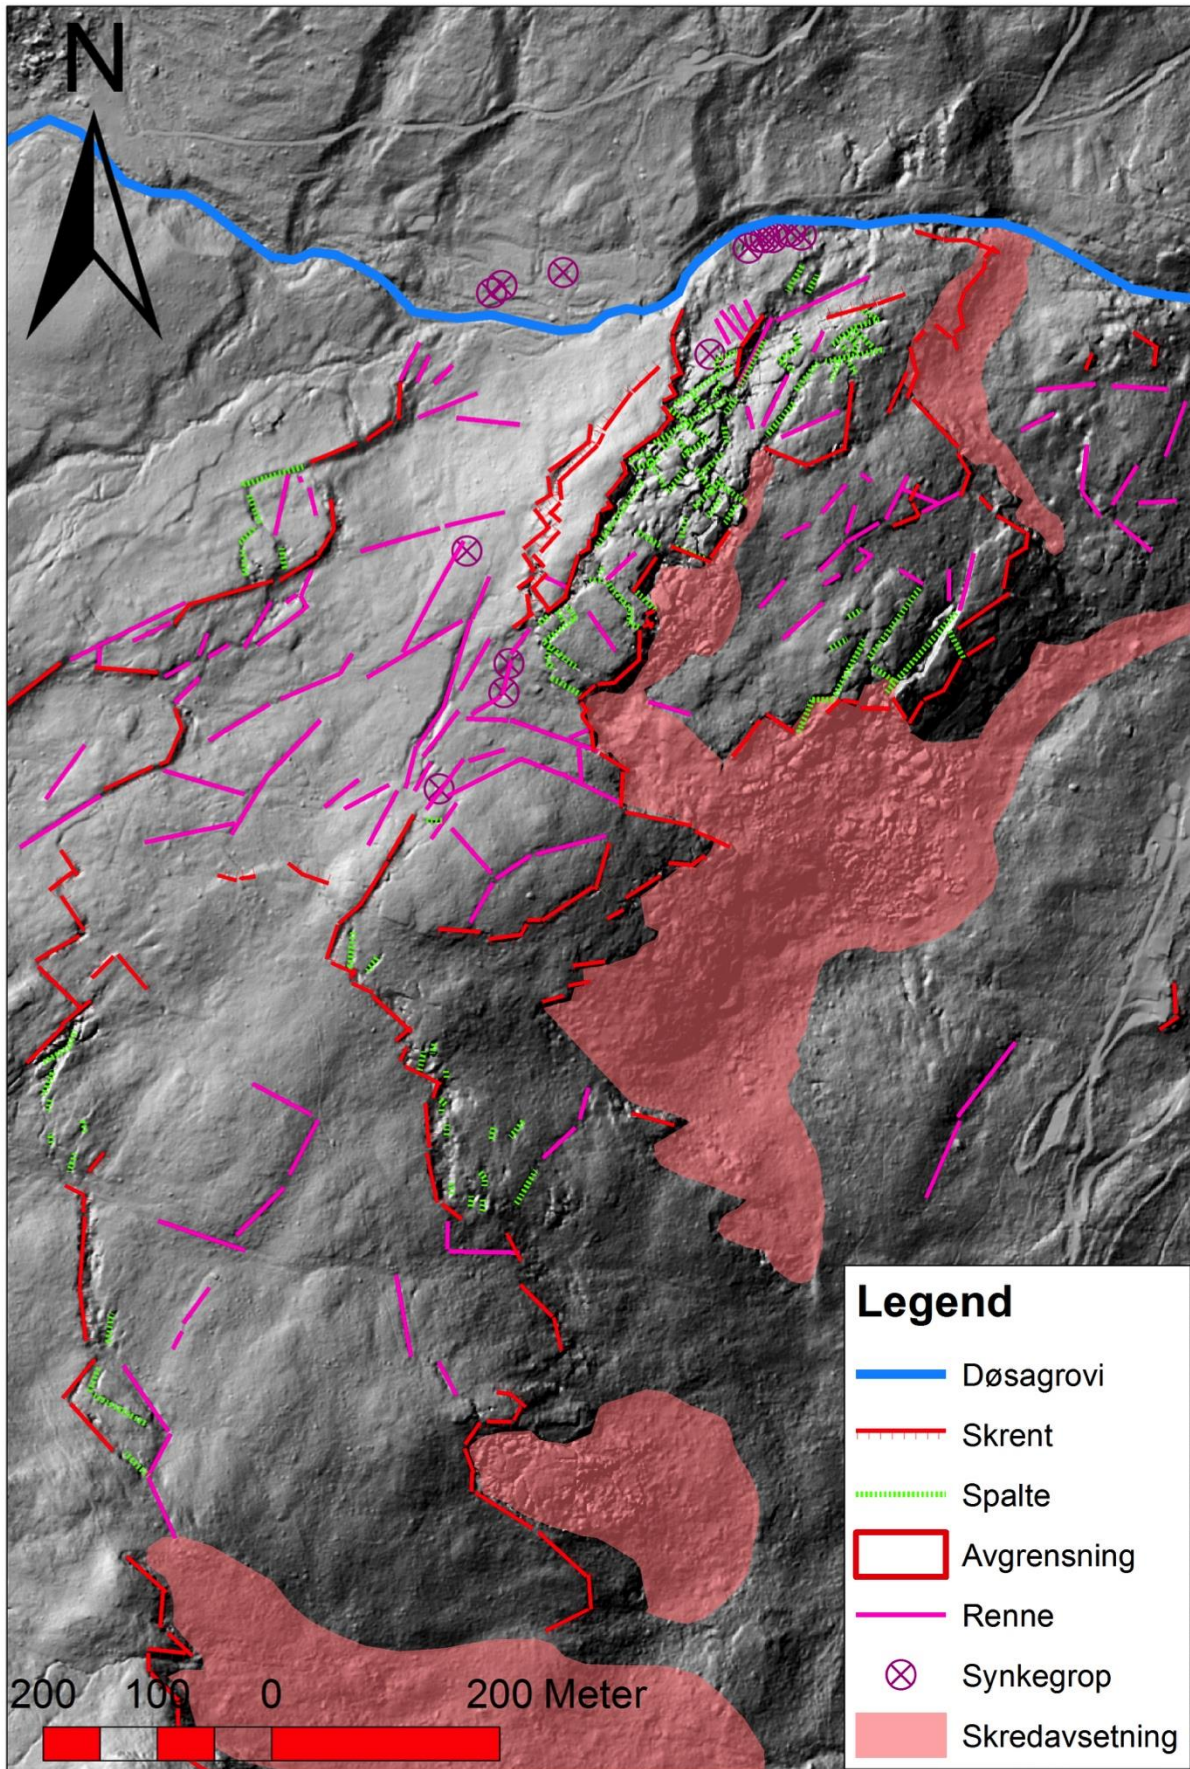 N
Legend
Døsagrovi
Skrent
Spalte
Avgrensning
Renne
Synkegrop
Skredavsetning
200 100 0 200 Meter